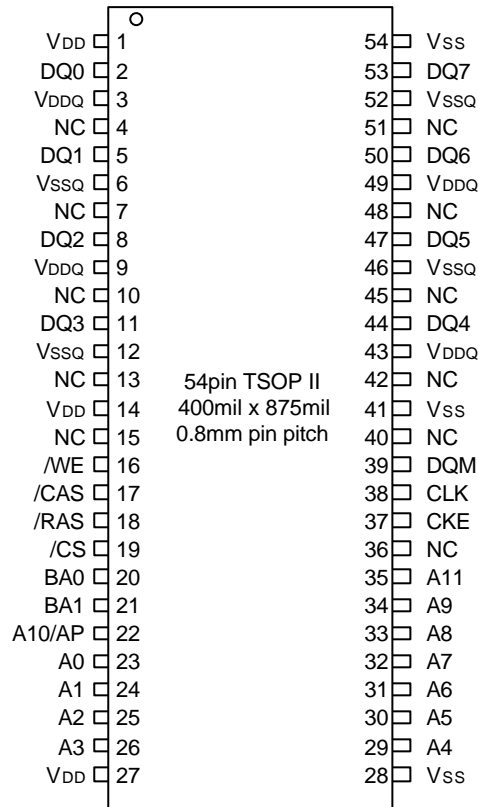 VDD 1 54 VSS
DQ0 2 53 DQ7
VDDQ 3 52 VSSQ
NC 4 51 NC
DQ1 5 50 DQ6
VSSQ 6 49 VDDQ
NC 7 48 NC
DQ2 8 47 DQ5
VDDQ 9 46 VSSQ
NC 10 45 NC
DQ3 11 44 DQ4
VSSQ 12 43 VDDQ
NC 13 54pin TSOP II 42 NC
VDD 14 400mil x 875mil 41 VSS
NC 15 0.8mm pin pitch 40 NC
/WE 16 39 DQM
/CAS 17 38 CLK
/RAS 18 37 CKE
/CS 19 36 NC
BA0 20 35 A11
BA1 21 34 A9
A10/AP 22 33 A8
A0 23 32 A7
A1 24 31 A6
A2 25 30 A5
A3 26 29 A4
VDD 27 28 VSS